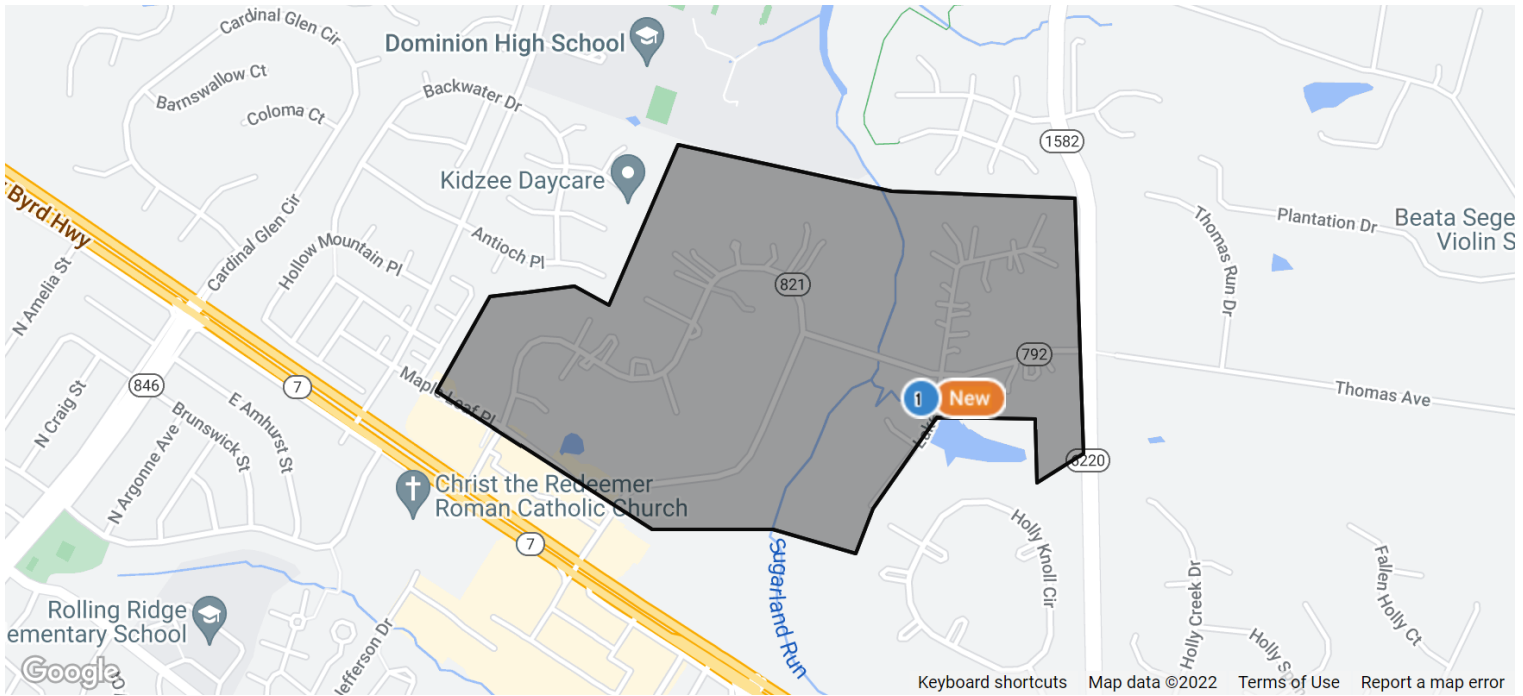 Cardinal Glen Cir
Dominion High School
Barnswallow Ct
Backwater Dr
Coloma Ct
1582
Kidzee Daycare
Byrd Hwy
Cardinal Glen Cir
Hollow Mountain Pl
Antioch Pl
Thomas Run Dr
Plantation Dr
Beata Sege
Violin S
N Amelia St
821
792
846
7
Maple Leaf Pl
1
New
Thomas Ave
N Craig St
Brunswick St
E Amhurst St
N Argonne Ave
6220
Christ the Redeemer
Roman Catholic Church
7
Holly Knoll Cir
Sugarland Run
Holly Creek Dr
Fallen Holly Ct
Rolling Ridge
ementary School
Jefferson Dr
Google
Keyboard shortcuts
Map data ©2022
Terms of Use
Report a map error